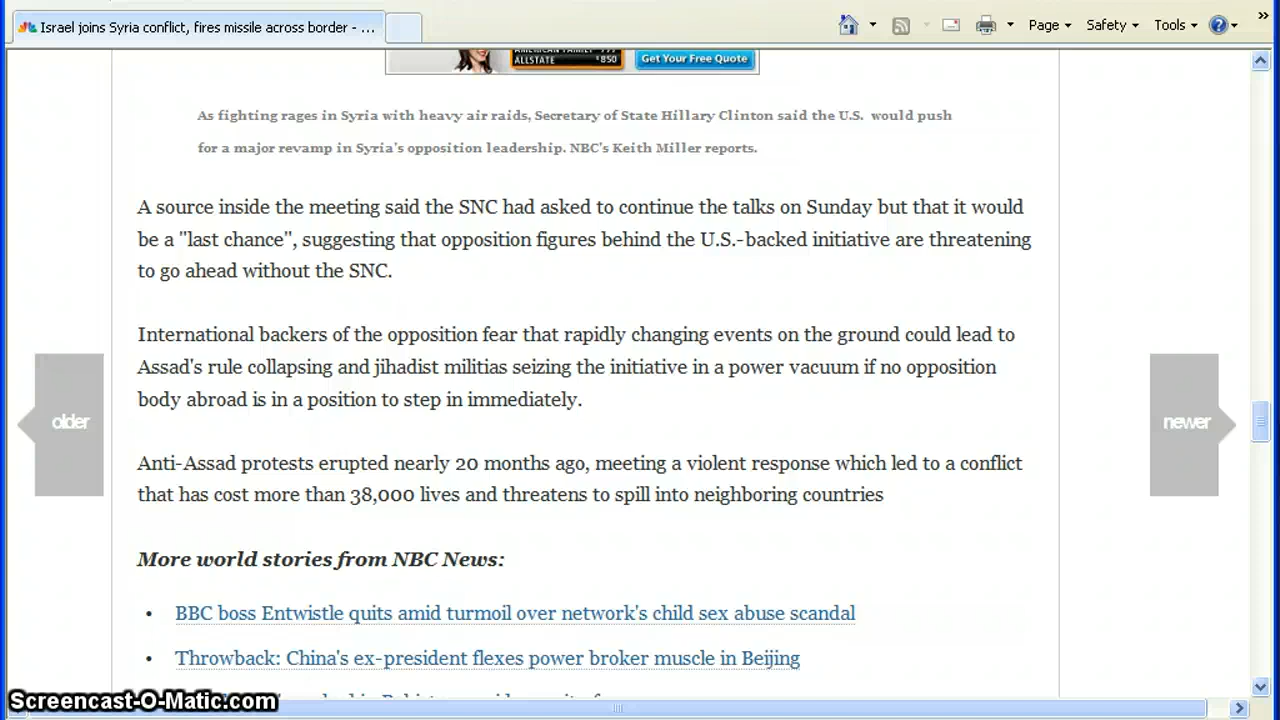 Israel joins Syria conflict, fires missile across border - ...
Page
Safety
Tools
»
AMERICAN FAMILY
ALLSTATE $850
Get Your Free Quote
As fighting rages in Syria with heavy air raids, Secretary of State Hillary Clinton said the U.S. would push
for a major revamp in Syria's opposition leadership. NBC's Keith Miller reports.
A source inside the meeting said the SNC had asked to continue the talks on Sunday but that it would
be a "last chance", suggesting that opposition figures behind the U.S.-backed initiative are threatening
to go ahead without the SNC.
International backers of the opposition fear that rapidly changing events on the ground could lead to
Assad's rule collapsing and jihadist militias seizing the initiative in a power vacuum if no opposition
body abroad is in a position to step in immediately.
older
newer
Anti-Assad protests erupted nearly 20 months ago, meeting a violent response which led to a conflict
that has cost more than 38,000 lives and threatens to spill into neighboring countries
More world stories from NBC News:
• BBC boss Entwistle quits amid turmoil over network's child sex abuse scandal
• Throwback: China's ex-president flexes power broker muscle in Beijing
Screencast-O-Matic.com